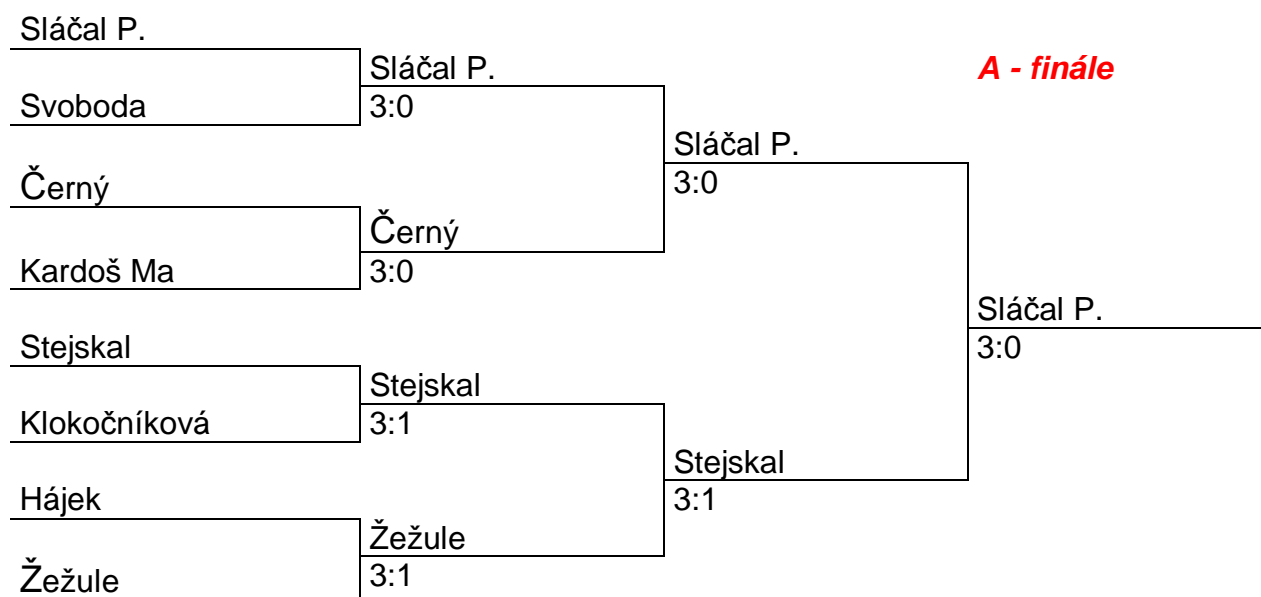 Sláčal P.
Sláčal P.
A - finále
Svoboda
3:0
Sláčal P.
Černý
3:0
Černý
Kardoš Ma
3:0
Sláčal P.
Stejskal
3:0
Stejskal
Klokočníková
3:1
Stejskal
Hájek
3:1
Žežule
Žežule
3:1